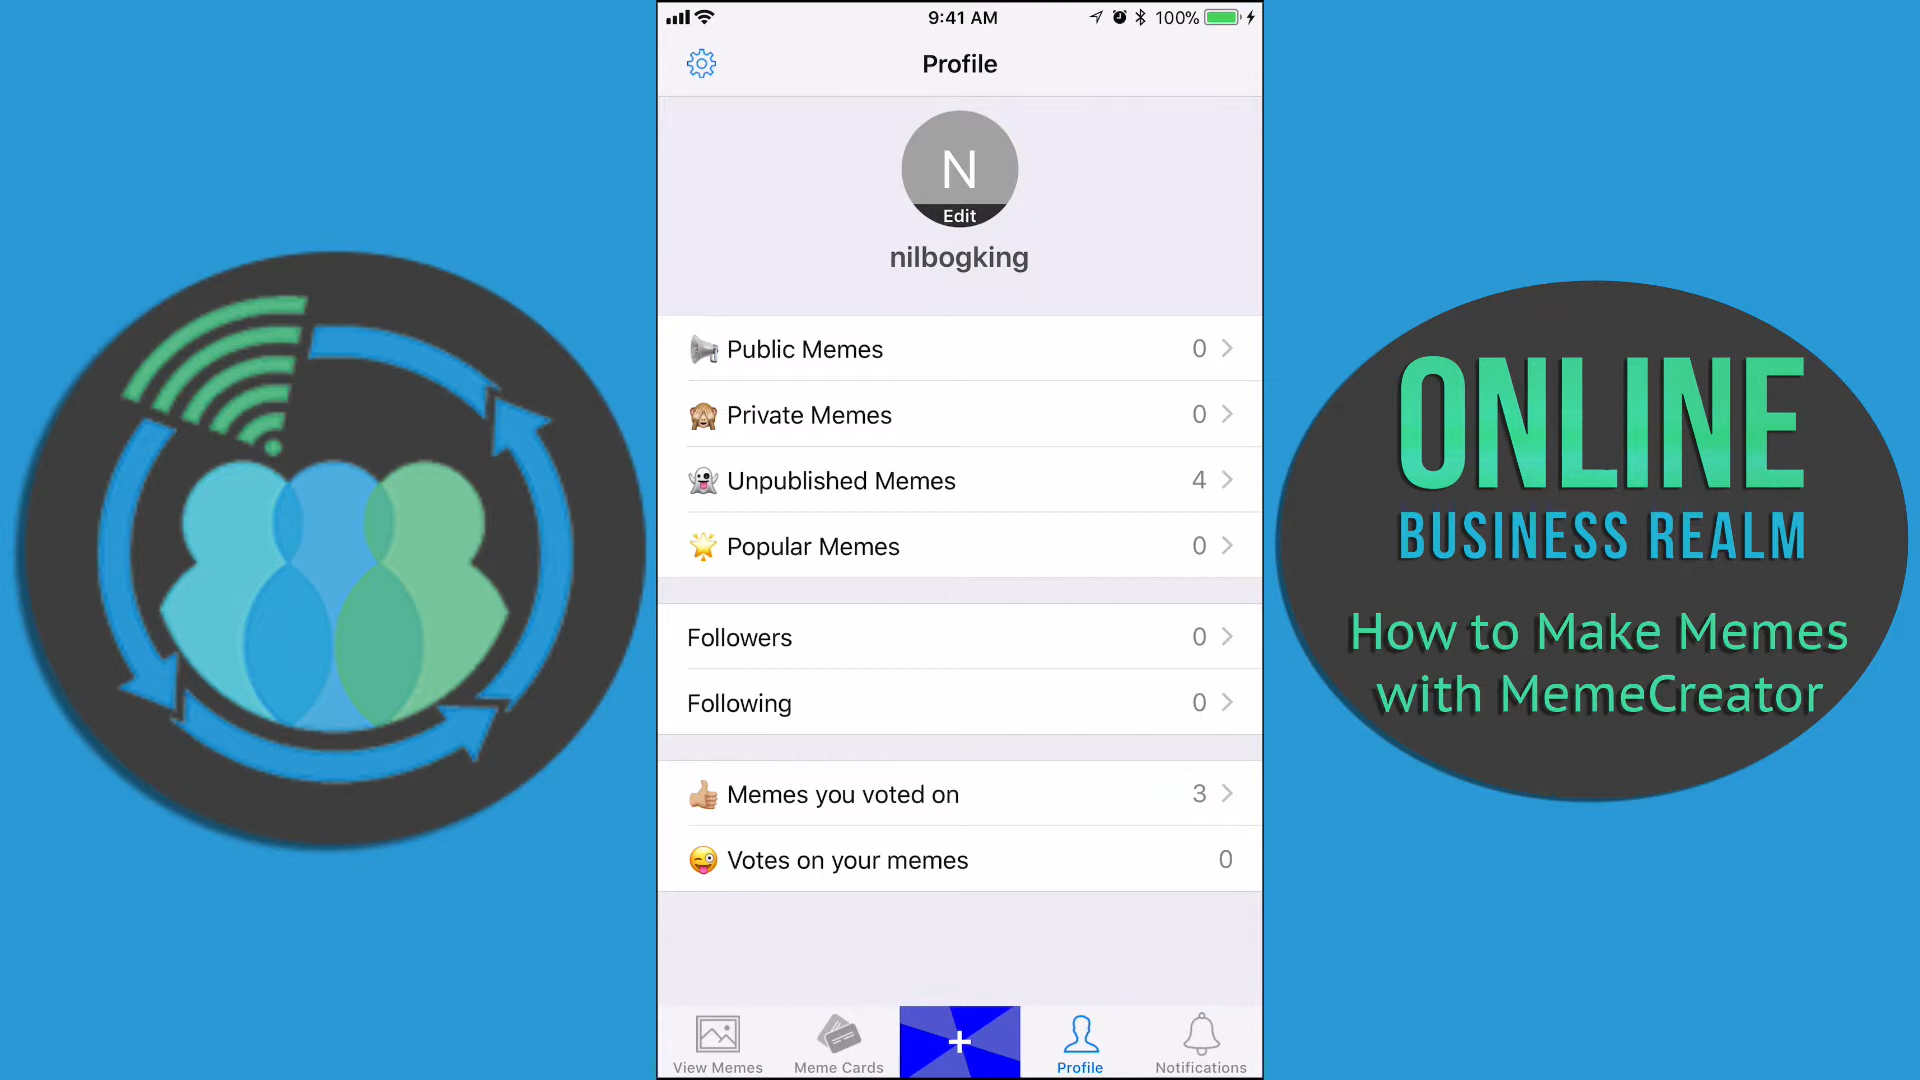 9:41 AM
100%
Profile
N
Edit
nilbogking
Public Memes 0
Private Memes 0
Unpublished Memes 4
Popular Memes 0
Followers 0
Following 0
Memes you voted on 3
Votes on your memes 0
View Memes
Meme Cards
+
Profile
Notifications
ONLINE
BUSINESS REALM
How to Make Memes
with MemeCreator